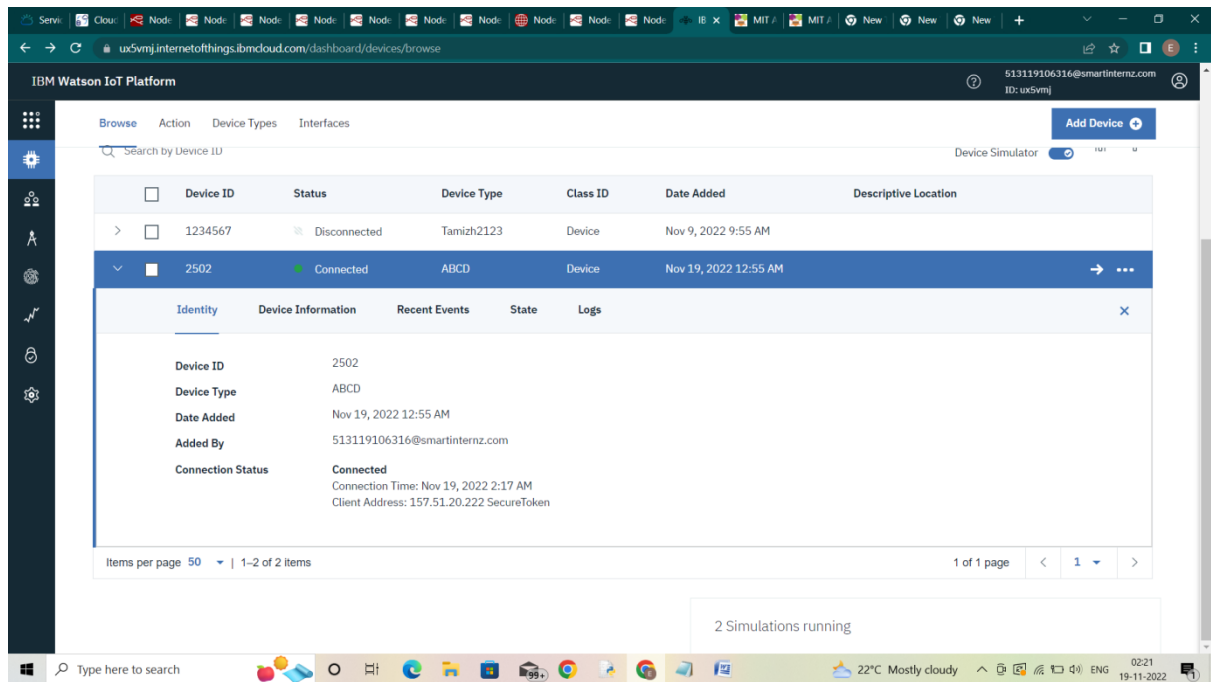 Servic Cloud Node Node Node Node Node Node Node Node Node Node IB MIT A MIT A New New New
ux5vmj.internetofthings.ibmcloud.com/dashboard/devices/browse E
IBM Watson IoT Platform
513119106316@smartinternz.com
ID: ux5vmj
Browse Action Device Types Interfaces Add Device
Search by Device ID Device Simulator
Device ID Status Device Type Class ID Date Added Descriptive Location
1234567 Disconnected Tamizh2123 Device Nov 9, 2022 9:55 AM
2502 Connected ABCD Device Nov 19, 2022 12:55 AM
Identity Device Information Recent Events State Logs
Device ID 2502
Device Type ABCD
Date Added Nov 19, 2022 12:55 AM
Added By 513119106316@smartinternz.com
Connection Status Connected
Connection Time: Nov 19, 2022 2:17 AM
Client Address: 157.51.20.222 SecureToken
Items per page 50 | 1–2 of 2 items 1 of 1 page 1
2 Simulations running
Type here to search 99+ 22°C Mostly cloudy ENG 02:21
19-11-2022